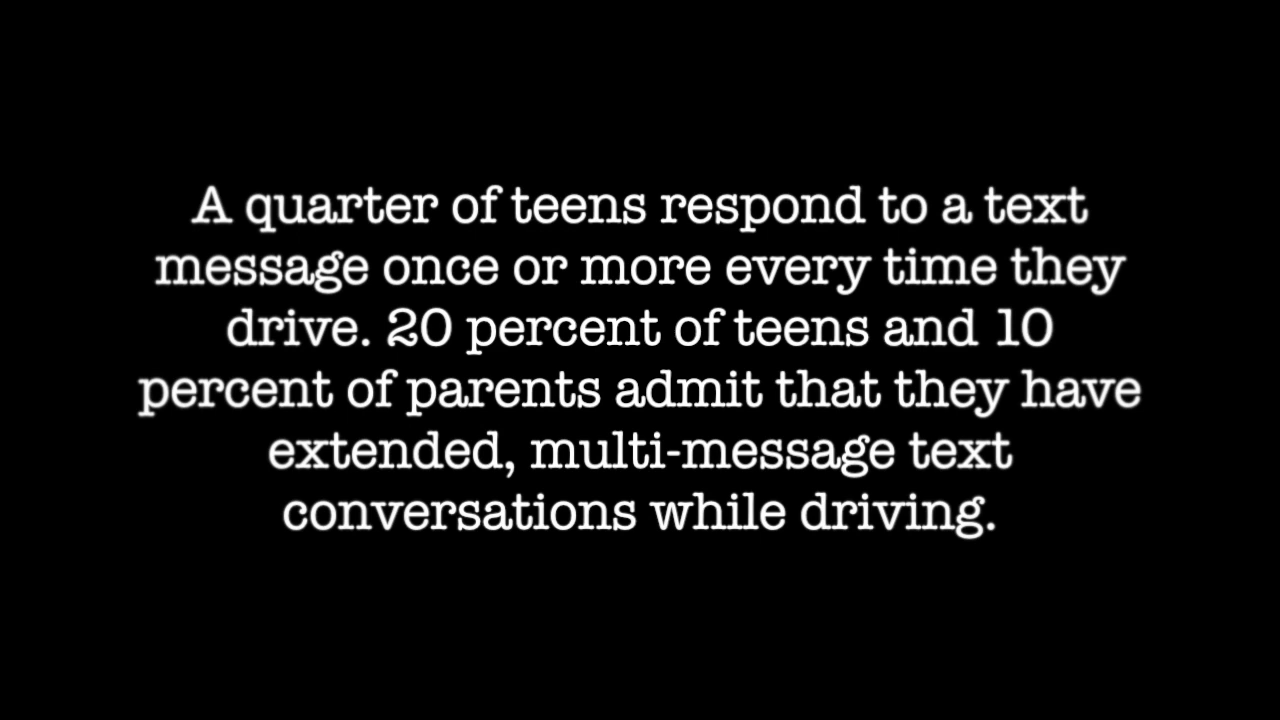 A quarter of teens respond to a text
message once or more every time they
drive. 20 percent of teens and 10
percent of parents admit that they have
extended, multi-message text
conversations while driving.